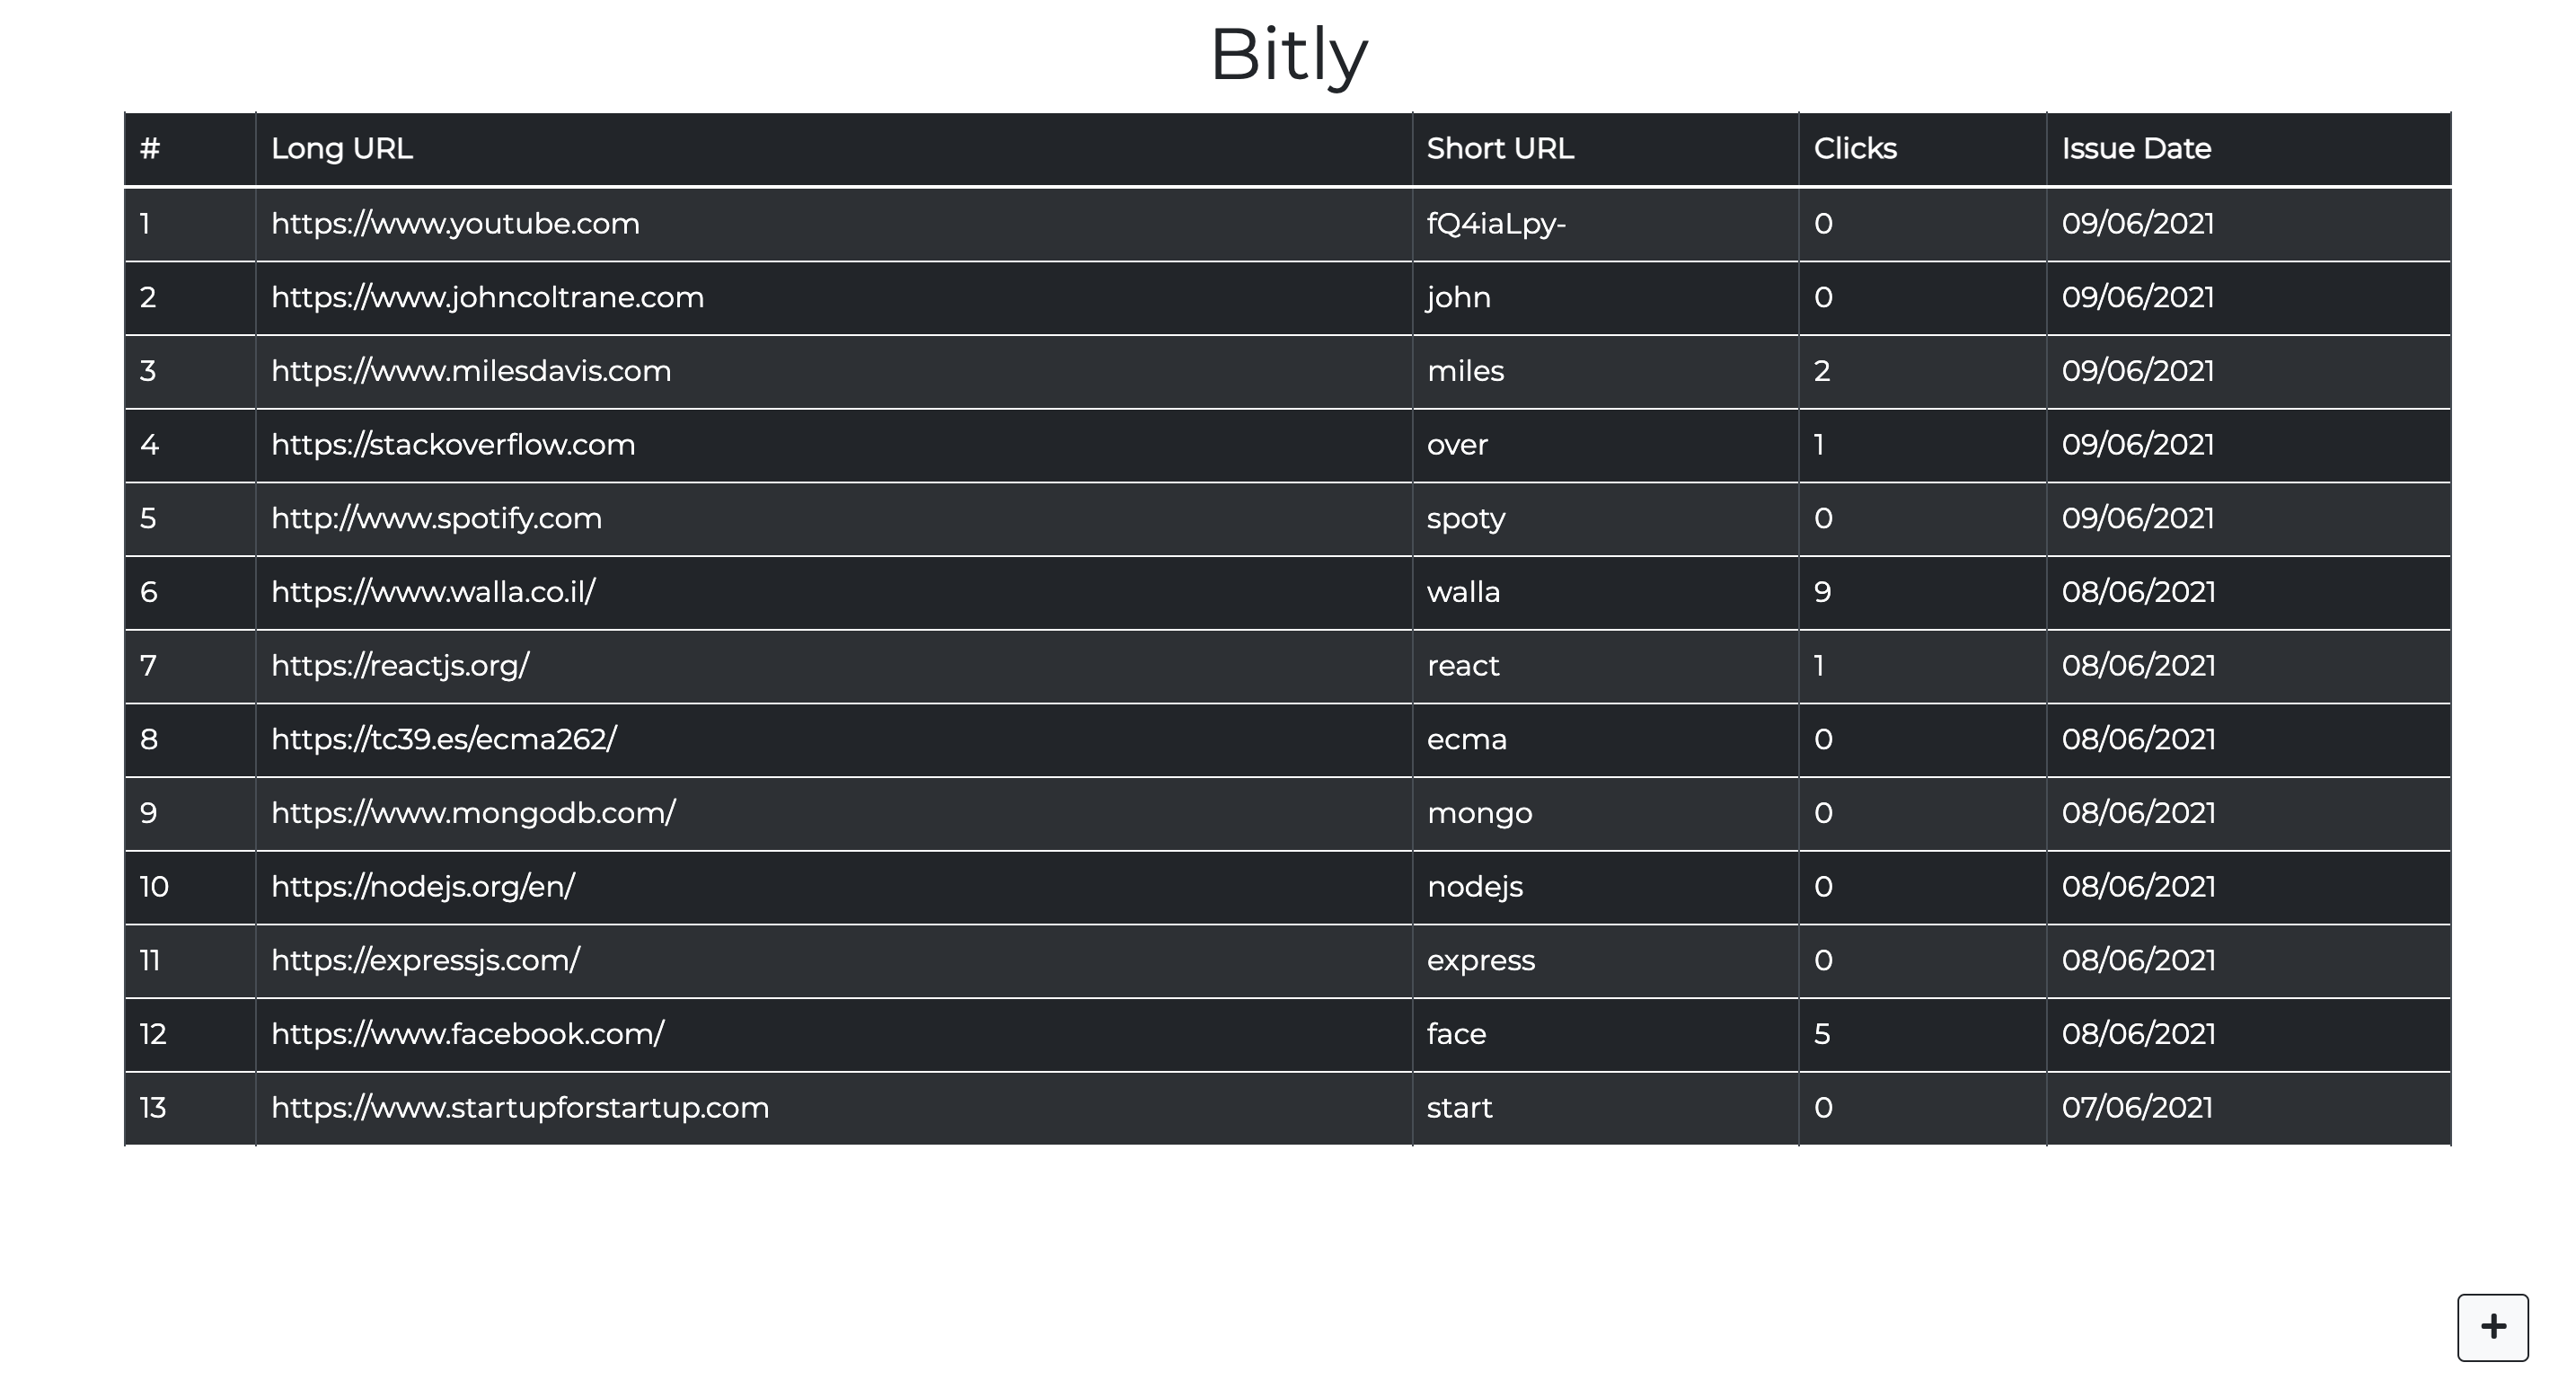 Bitly
# Long URL Short URL Clicks Issue Date
1 https://www.youtube.com fQ4iaLpy- 0 09/06/2021
2 https://www.johncoltrane.com john 0 09/06/2021
3 https://www.milesdavis.com miles 2 09/06/2021
4 https://stackoverflow.com over 1 09/06/2021
5 http://www.spotify.com spoty 0 09/06/2021
6 https://www.walla.co.il/ walla 9 08/06/2021
7 https://reactjs.org/ react 1 08/06/2021
8 https://tc39.es/ecma262/ ecma 0 08/06/2021
9 https://www.mongodb.com/ mongo 0 08/06/2021
10 https://nodejs.org/en/ nodejs 0 08/06/2021
11 https://expressjs.com/ express 0 08/06/2021
12 https://www.facebook.com/ face 5 08/06/2021
13 https://www.startupforstartup.com start 0 07/06/2021
+